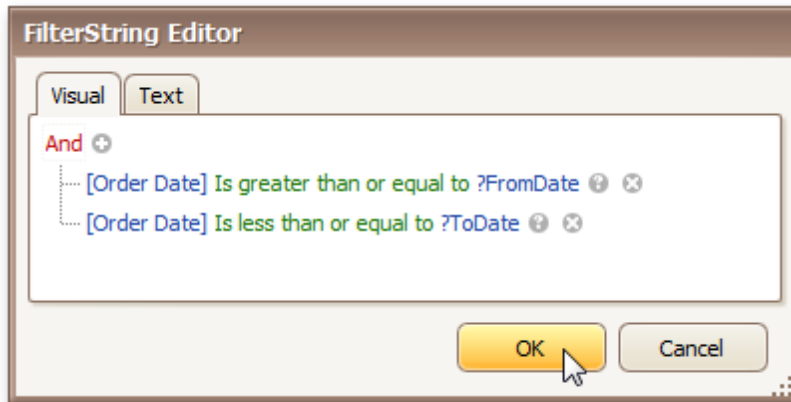 FilterString Editor
Visual Text
And
[Order Date] Is greater than or equal to ?FromDate
[Order Date] Is less than or equal to ?ToDate
OK Cancel